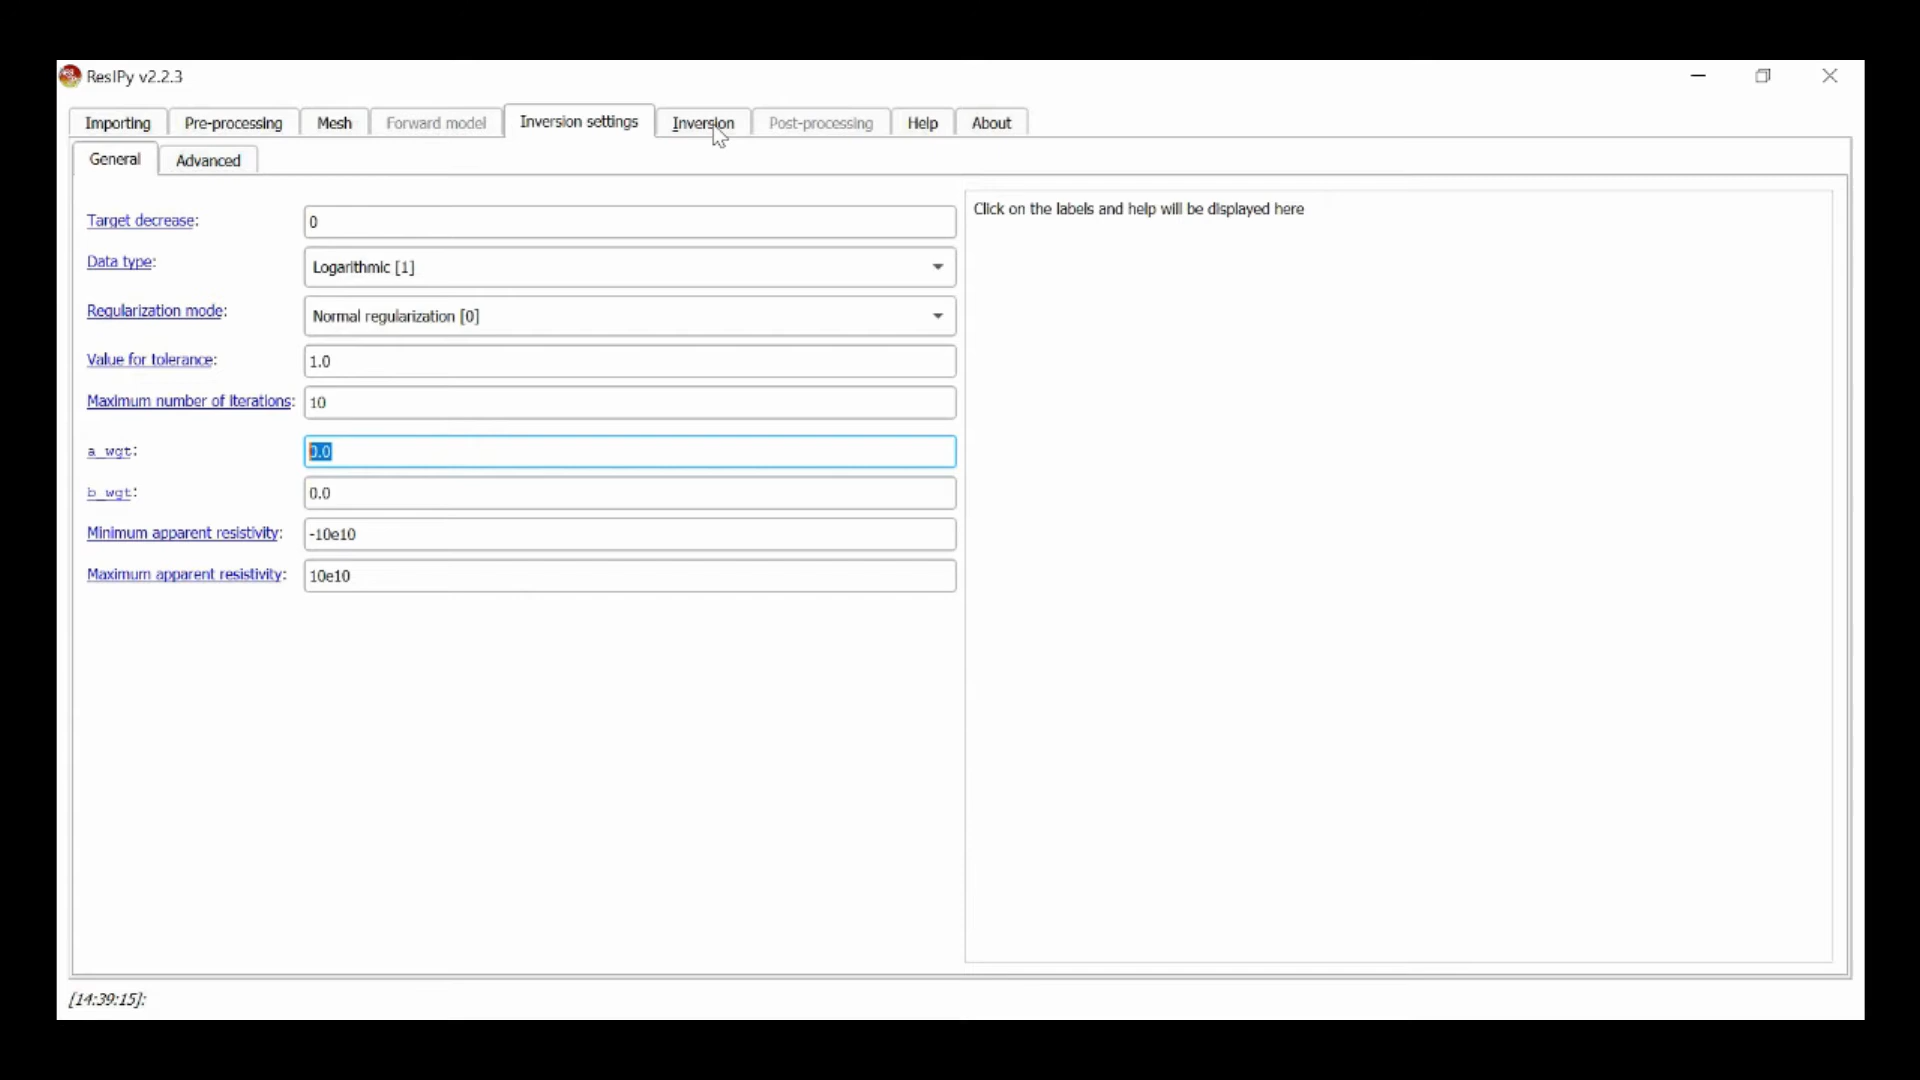 ResIPy v2.2.3
Importing Pre-processing Mesh Forward model Inversion settings Inversion Post-processing Help About
General Advanced
Target decrease: 0
Data type: Logarithmic [1]
Regularization mode: Normal regularization [0]
Value for tolerance: 1.0
Maximum number of iterations: 10
a_wgt: 0.0
b_wgt: 0.0
Minimum apparent resistivity: -10e10
Maximum apparent resistivity: 10e10
Click on the labels and help will be displayed here
[14:39:15]: